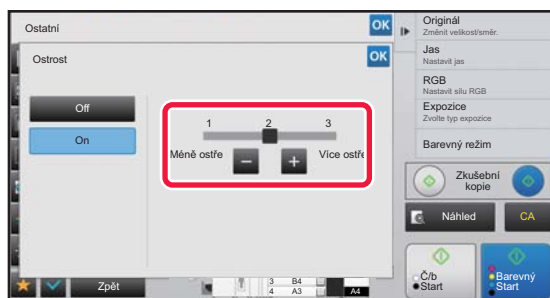 Ostatní
OK
Ostrost
OK
Off
On
1 2 3
Méně ostře
Více ostře
Zpět
3 B4
4 A3
A4
Originál
Změnit velikost/směr.
Jas
Nastavit jas
RGB
Nastavit sílu RGB
Expozice
Zvolte typ expozice
Barevný režim
Zkušební
kopie
Náhled
CA
Č/b
Start
Barevný
Start